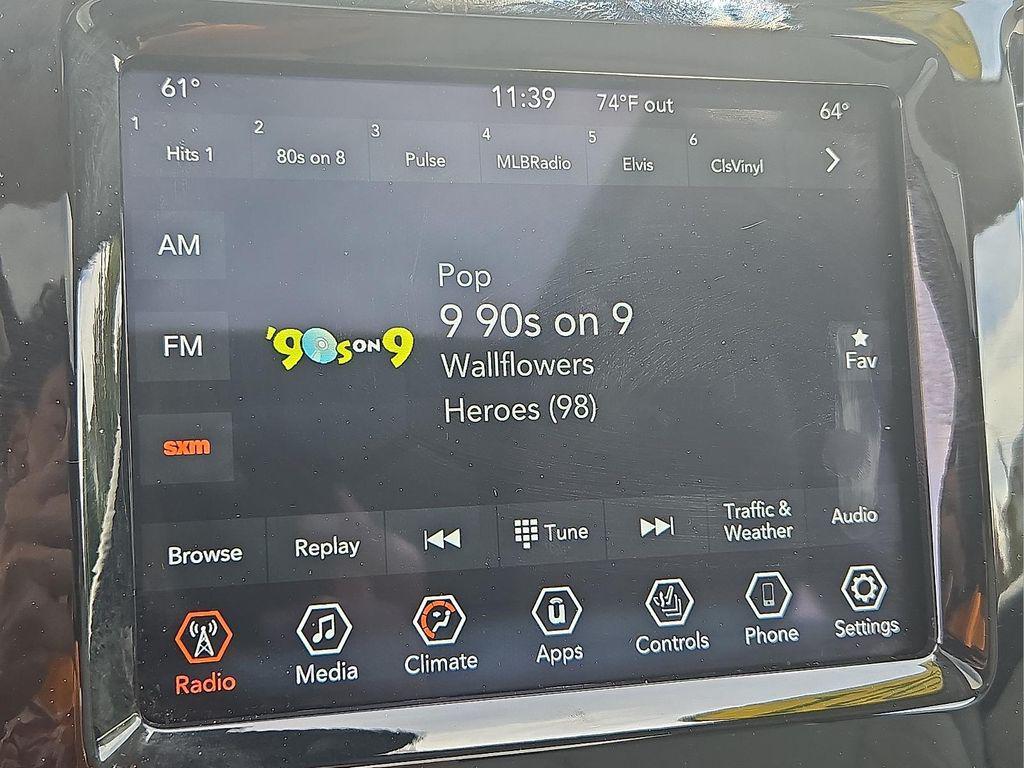 61°
11:39
74°F out
64°
1 Hits 1
2 80s on 8
3 Pulse
4 MLBRadio
5 Elvis
6 ClsVinyl
AM
FM
sxm
'90s ON 9
Pop
9 90s on 9
Wallflowers
Heroes (98)
Fav
Browse
Replay
Tune
Traffic &
Weather
Audio
Radio
Media
Climate
Apps
Controls
Phone
Settings